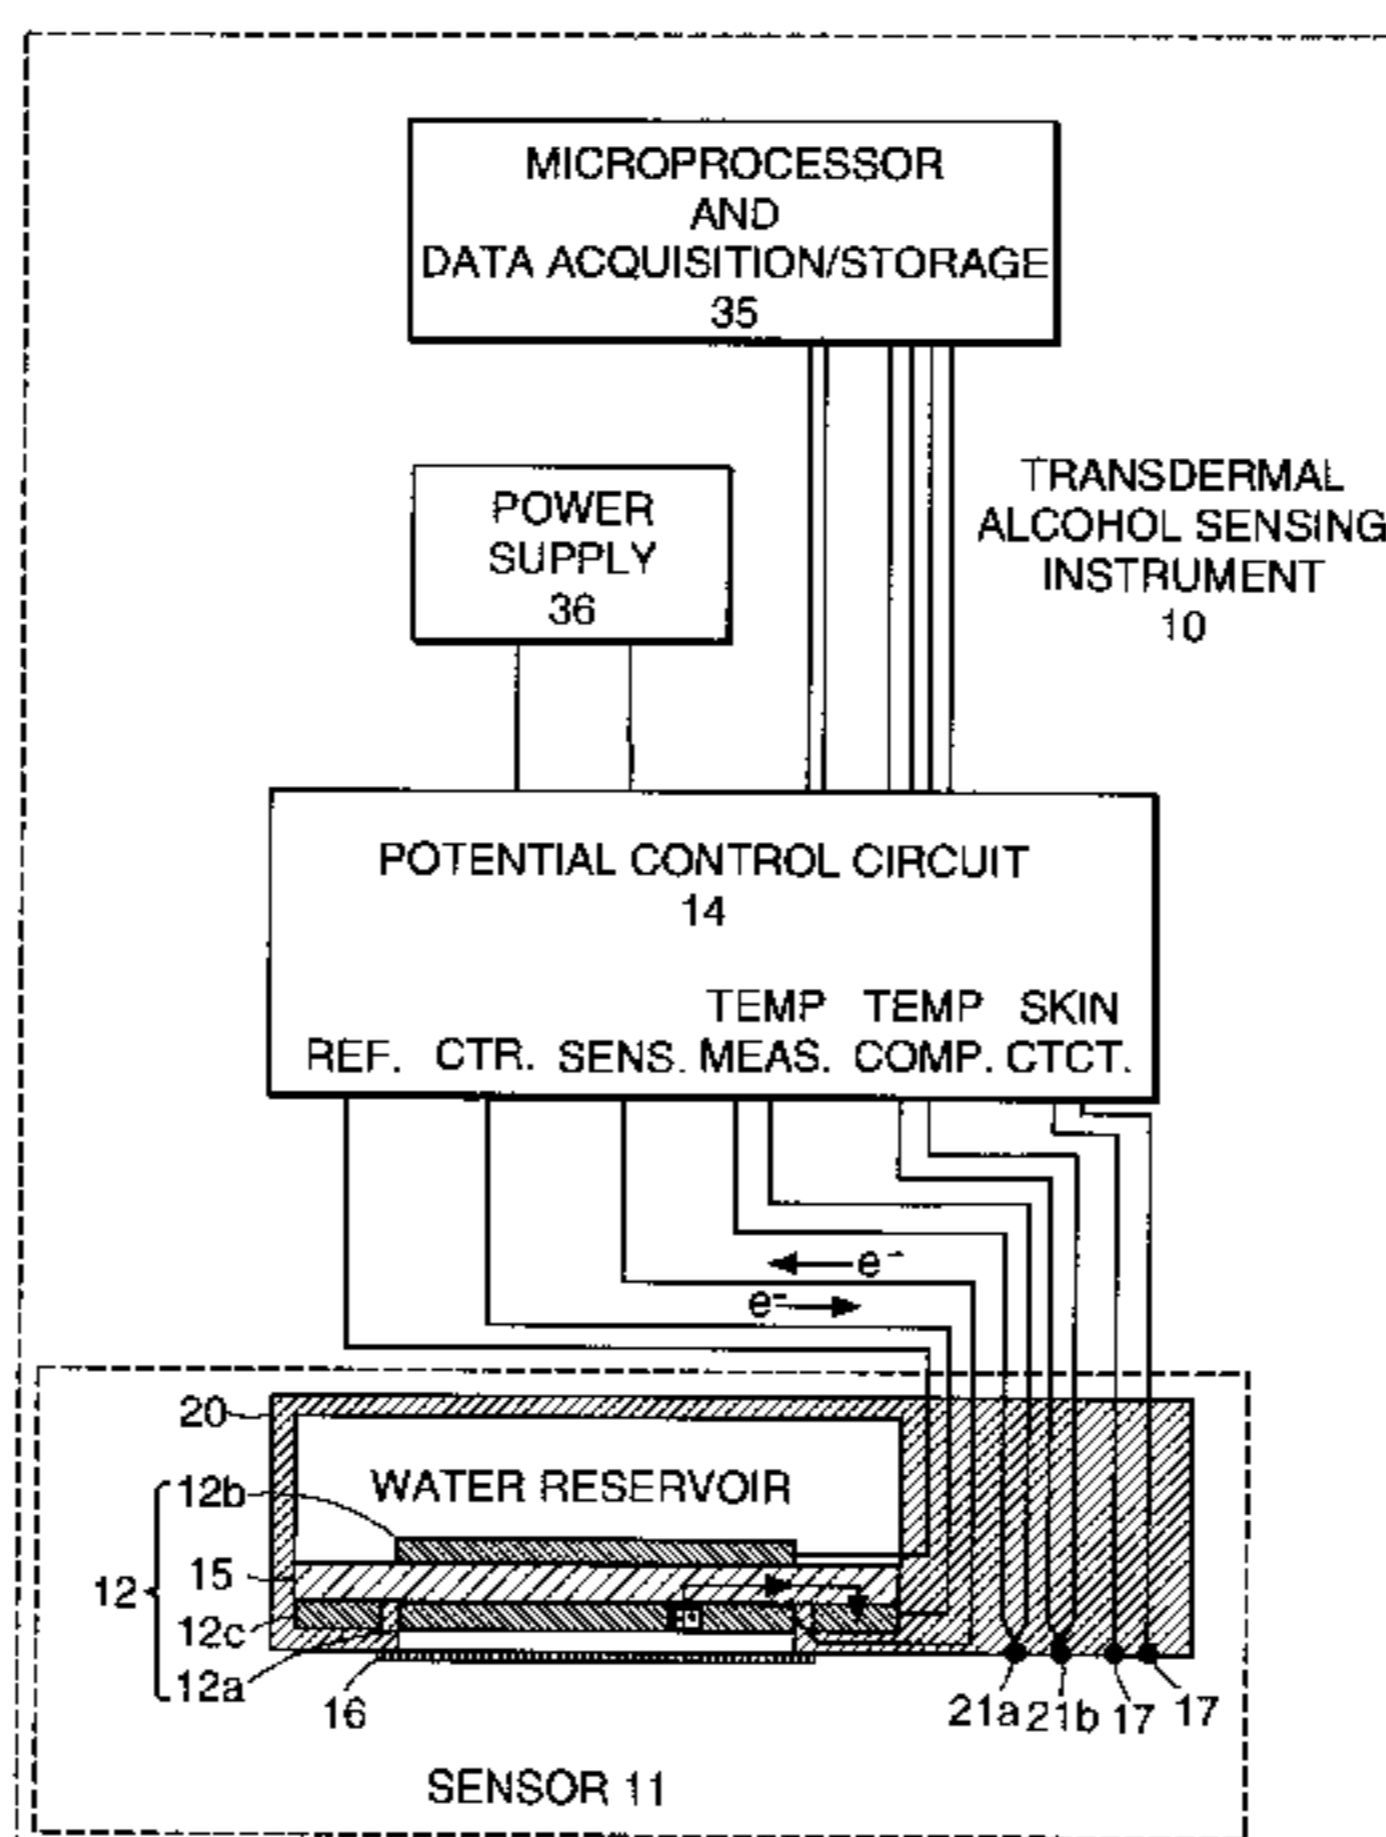 MICROPROCESSOR
AND
DATA ACQUISITION/STORAGE
35
POWER
SUPPLY
36
TRANSDERMAL
ALCOHOL SENSING
INSTRUMENT
10
POTENTIAL CONTROL CIRCUIT
14
TEMP TEMP SKIN
REF. CTR. SENS. MEAS. COMP. CTCT.
e-
e-
20
WATER RESERVOIR
12b
15
12
12c
12a
16
21a 21b 17 17
SENSOR 11